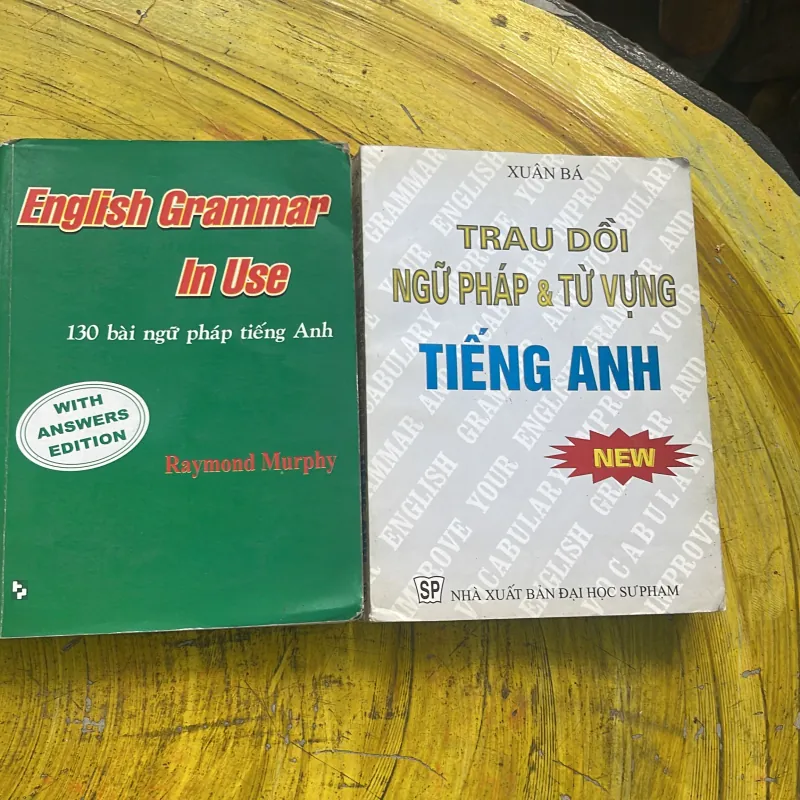 English Grammar
In Use
130 bài ngữ pháp tiếng Anh
WITH
ANSWERS
EDITION
Raymond Murphy
XUÂN BÁ
TRAU DỒI
NGỮ PHÁP & TỪ VỰNG
TIẾNG ANH
NEW
SP
NHÀ XUẤT BẢN ĐẠI HỌC SƯ PHẠM